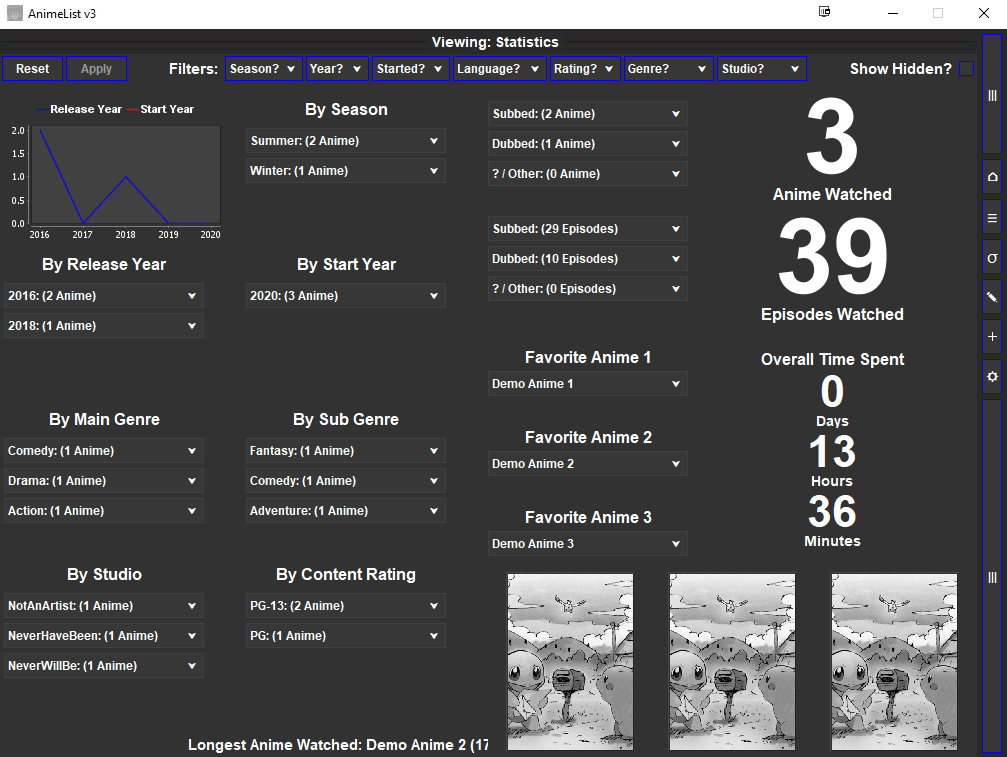 AnimeList v3
Viewing: Statistics
Reset
Apply
Filters:
Season?
Year?
Started?
Language?
Rating?
Genre?
Studio?
Show Hidden?
Release Year
Start Year
2.0
1.5
1.0
0.5
0.0
2016 2017 2018 2019 2020
By Season
Summer: (2 Anime)
Winter: (1 Anime)
By Release Year
2016: (2 Anime)
2018: (1 Anime)
By Start Year
2020: (3 Anime)
By Main Genre
Comedy: (1 Anime)
Drama: (1 Anime)
Action: (1 Anime)
By Sub Genre
Fantasy: (1 Anime)
Comedy: (1 Anime)
Adventure: (1 Anime)
By Studio
NotAnArtist: (1 Anime)
NeverHaveBeen: (1 Anime)
NeverWillBe: (1 Anime)
By Content Rating
PG-13: (2 Anime)
PG: (1 Anime)
Longest Anime Watched: Demo Anime 2 (17
Subbed: (2 Anime)
Dubbed: (1 Anime)
? / Other: (0 Anime)
Subbed: (29 Episodes)
Dubbed: (10 Episodes)
? / Other: (0 Episodes)
Favorite Anime 1
Demo Anime 1
Favorite Anime 2
Demo Anime 2
Favorite Anime 3
Demo Anime 3
3
Anime Watched
39
Episodes Watched
Overall Time Spent
0
Days
13
Hours
36
Minutes